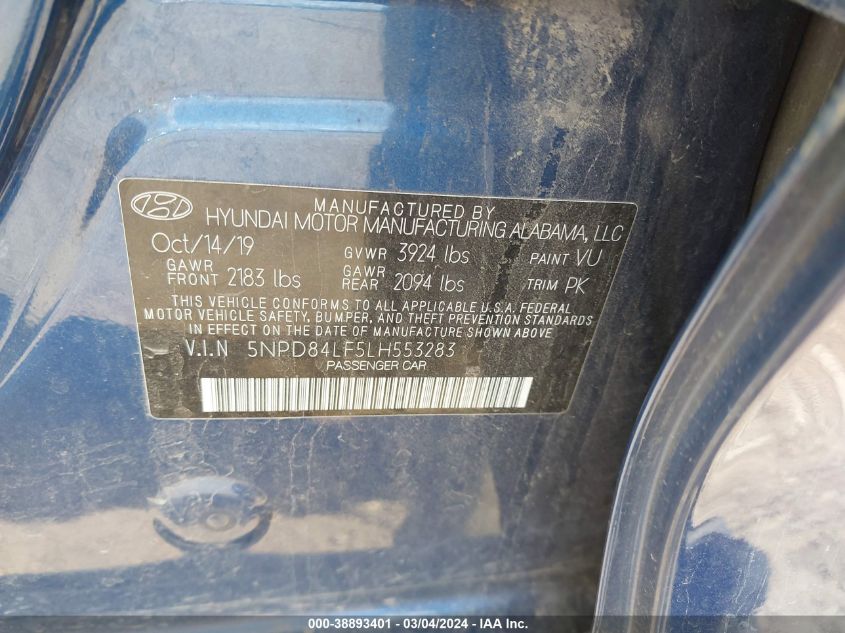 MANUFACTURED BY
HYUNDAI MOTOR MANUFACTURING ALABAMA, LLC
Oct/14/19 GVWR 3924 lbs PAINT VU
GAWR FRONT 2183 lbs GAWR REAR 2094 lbs TRIM PK
THIS VEHICLE CONFORMS TO ALL APPLICABLE U.S.A. FEDERAL
MOTOR VEHICLE SAFETY, BUMPER, AND THEFT PREVENTION STANDARDS
IN EFFECT ON THE DATE OF MANUFACTURE SHOWN ABOVE
V.I.N 5NPD84LF5LH553283
PASSENGER CAR
000-38893401 - 03/04/2024 - IAA Inc.